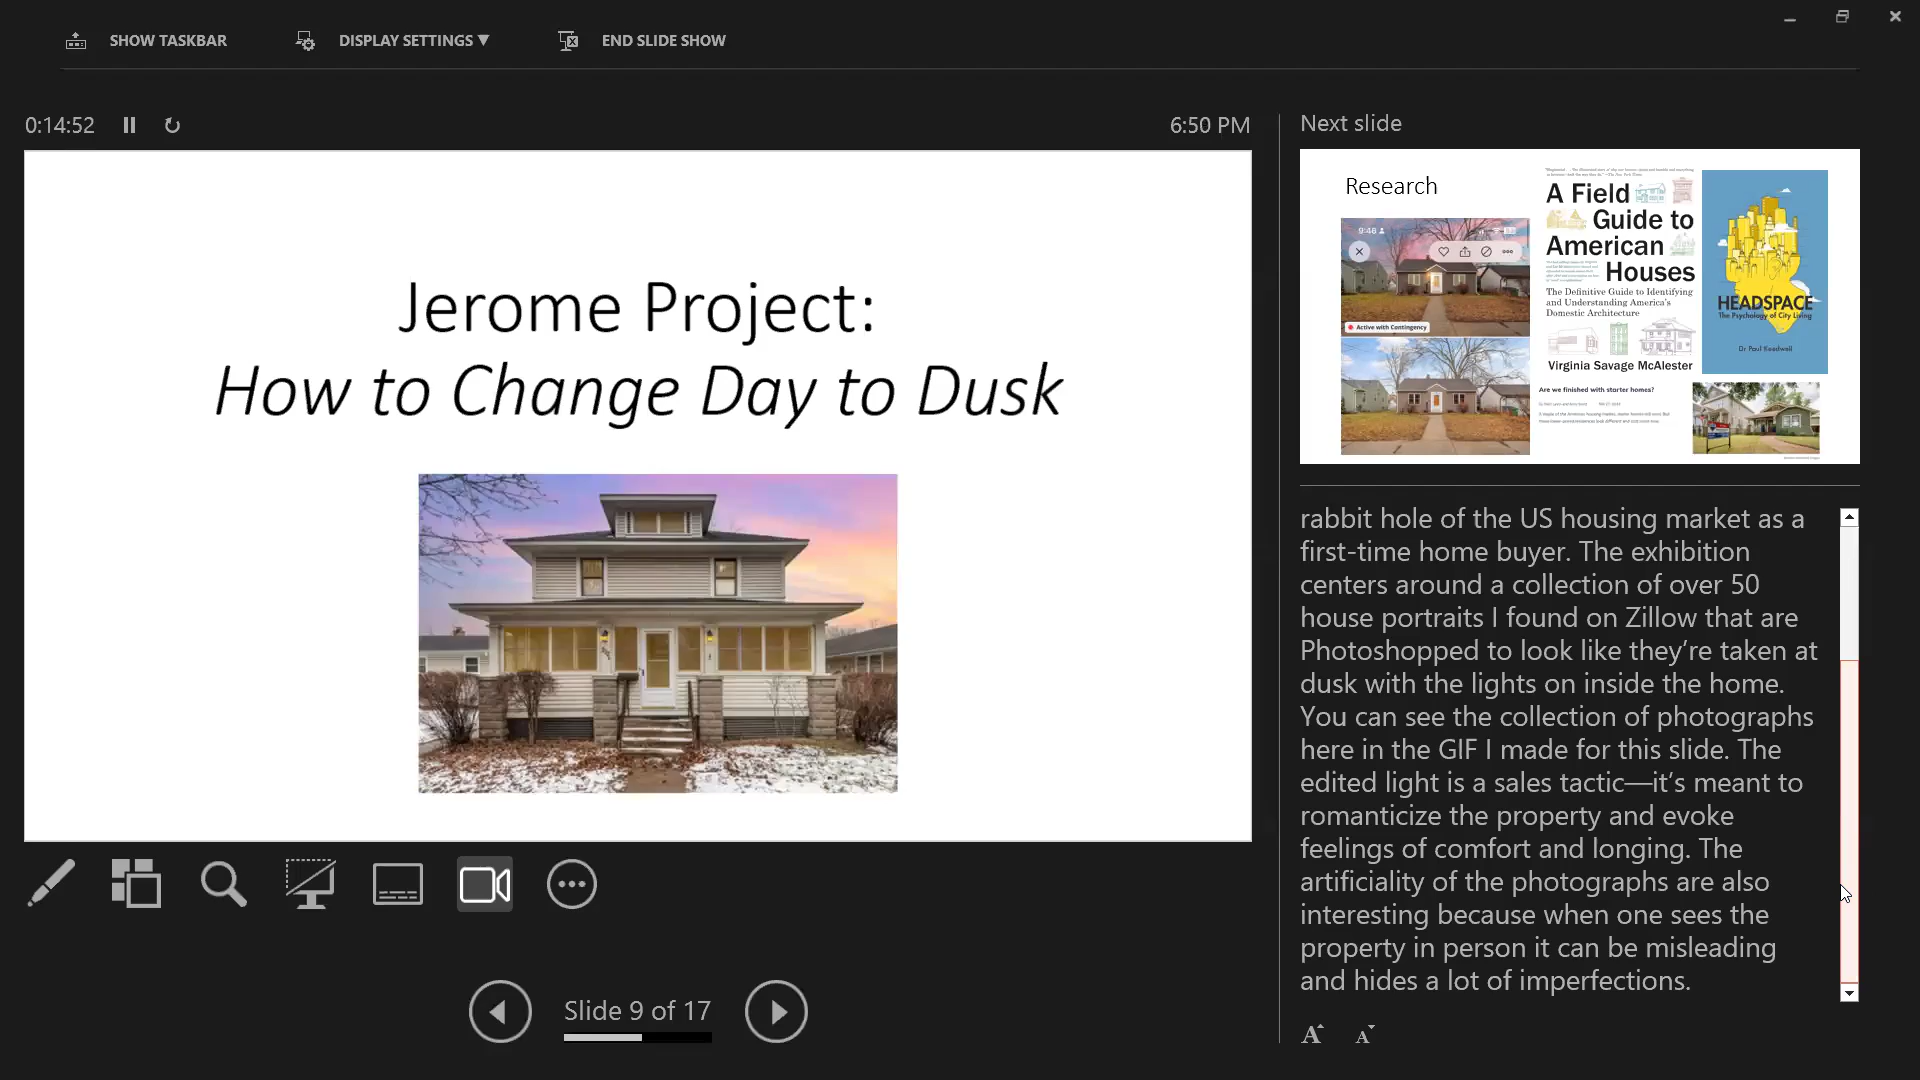 SHOW TASKBAR
DISPLAY SETTINGS ▼
END SLIDE SHOW
0:14:52
6:50 PM
Jerome Project:
How to Change Day to Dusk
Slide 9 of 17
Next slide
Research
9:46
Active with Contingency
A Field
Guide to
American
Houses
The Definitive Guide to Identifying
and Understanding America's
Domestic Architecture
Virginia Savage McAlester
HEADSPACE
The Psychology of City Living
Dr Paul Keedwell
Are we finished with starter homes?
rabbit hole of the US housing market as a
first-time home buyer. The exhibition
centers around a collection of over 50
house portraits I found on Zillow that are
Photoshopped to look like they’re taken at
dusk with the lights on inside the home.
You can see the collection of photographs
here in the GIF I made for this slide. The
edited light is a sales tactic—it’s meant to
romanticize the property and evoke
feelings of comfort and longing. The
artificiality of the photographs are also
interesting because when one sees the
property in person it can be misleading
and hides a lot of imperfections.
A A